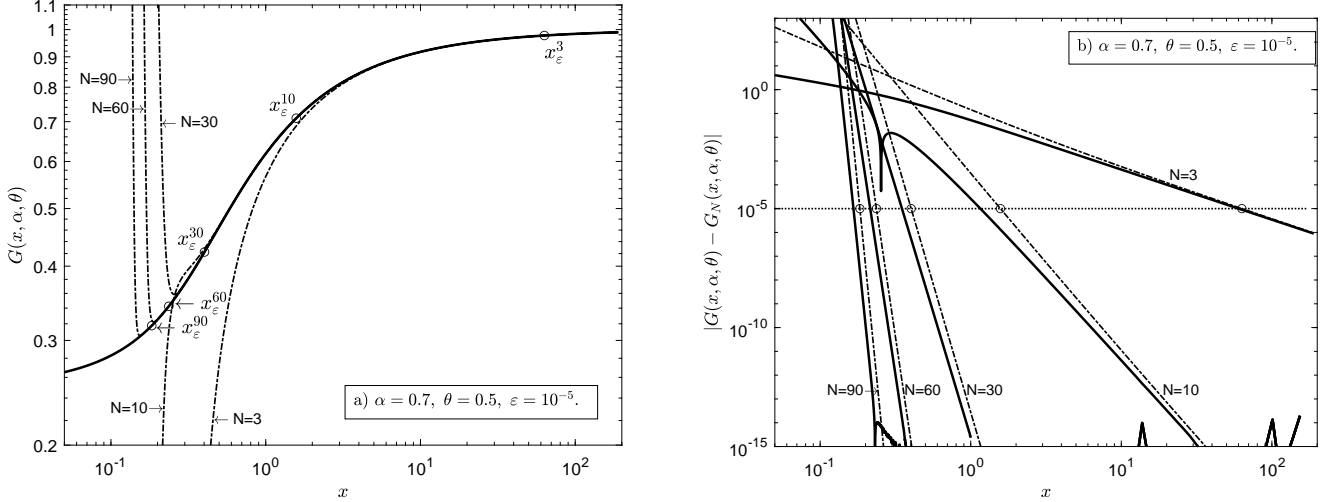 1.1
1
0.9
0.8
0.7
0.6
0.5
0.4
0.3
0.2
G(x, α, θ)
N=90
N=60
N=30
x_ε^3
x_ε^10
x_ε^30
x_ε^60
x_ε^90
N=10
N=3
a) α = 0.7, θ = 0.5, ε = 10^-5.
10^-1
10^0
10^1
10^2
x
10^0
10^-5
10^-10
10^-15
|G(x, α, θ) − G_N(x, α, θ)|
b) α = 0.7, θ = 0.5, ε = 10^-5.
N=3
N=90
N=60
N=30
N=10
10^-1
10^0
10^1
10^2
x